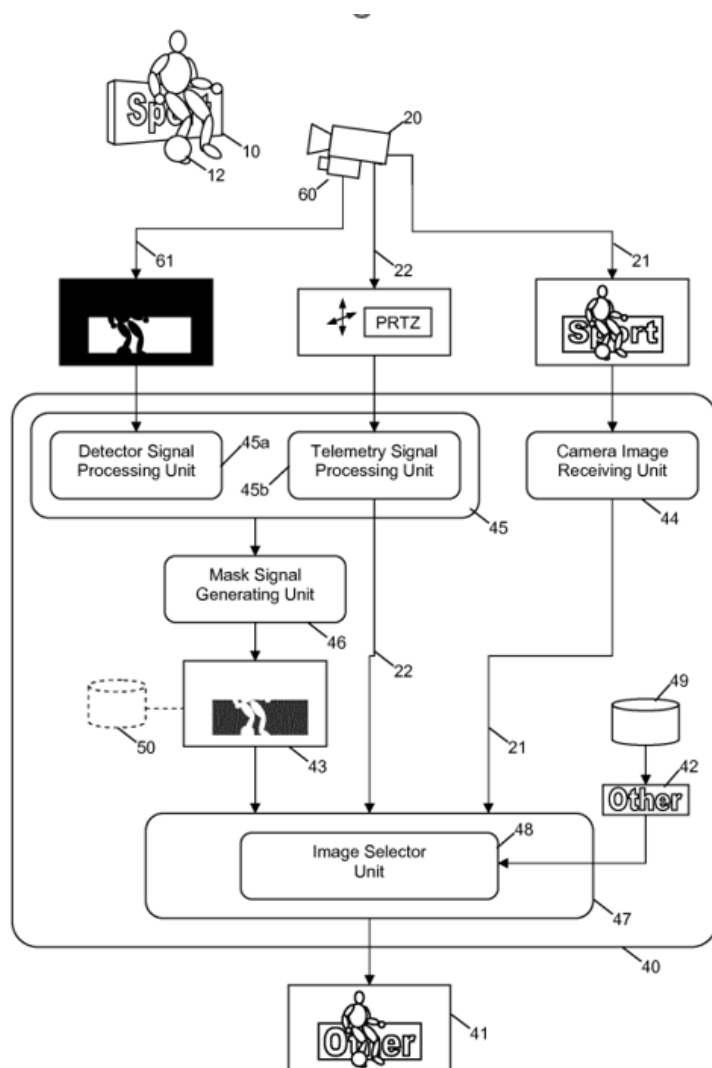 Sport
10
12
20
60
61
22
21
PRTZ
Sport
Detector Signal
Processing Unit
45a
45b
Telemetry Signal
Processing Unit
45
Camera Image
Receiving Unit
44
Mask Signal
Generating Unit
46
22
50
43
21
49
42
Other
48
Image Selector
Unit
47
40
Other
41